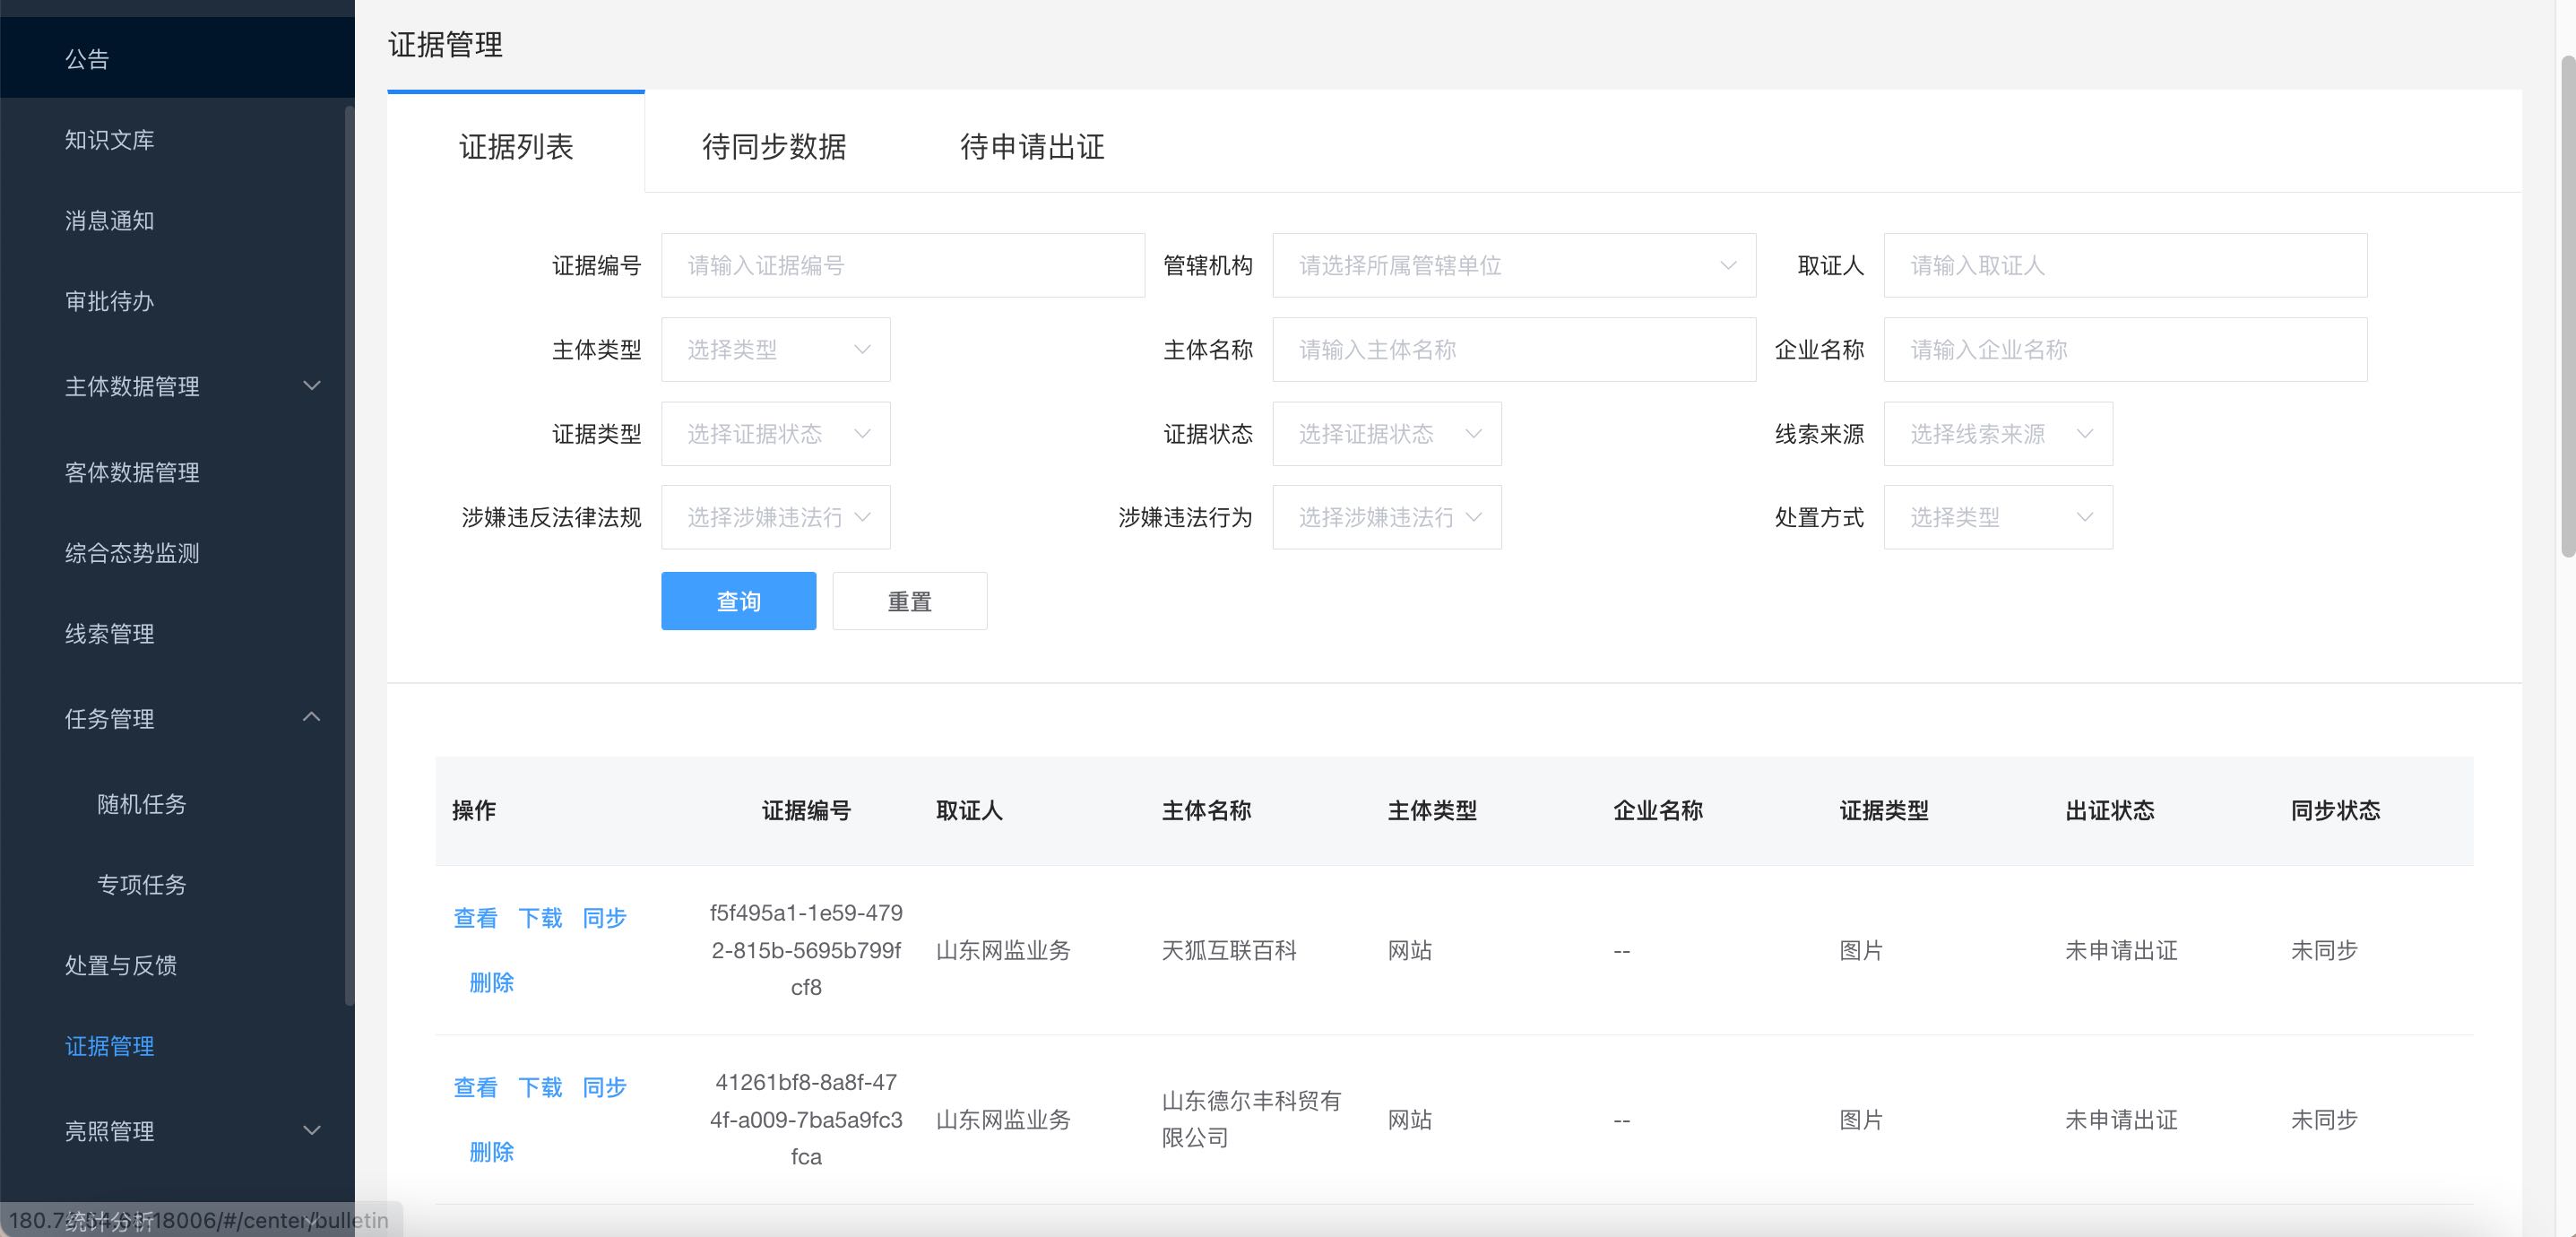 公告
知识文库
消息通知
审批待办
主体数据管理
客体数据管理
综合态势监测
线索管理
任务管理
随机任务
专项任务
处置与反馈
证据管理
亮照管理
统计分析
18006/#/center/bulletin
证据管理
证据列表 待同步数据 待申请出证
证据编号 请输入证据编号 管辖机构 请选择所属管辖单位 取证人 请输入取证人
主体类型 选择类型 主体名称 请输入主体名称 企业名称 请输入企业名称
证据类型 选择证据状态 证据状态 选择证据状态 线索来源 选择线索来源
涉嫌违反法律法规 选择涉嫌违法行 涉嫌违法行为 选择涉嫌违法行 处置方式 选择类型
查询 重置
操作 证据编号 取证人 主体名称 主体类型 企业名称 证据类型 出证状态 同步状态
查看 下载 同步
删除
f5f495a1-1e59-479
2-815b-5695b799f
cf8
山东网监业务 天狐互联百科 网站 -- 图片 未申请出证 未同步
查看 下载 同步
删除
41261bf8-8a8f-47
4f-a009-7ba5a9fc3
fca
山东网监业务
山东德尔丰科贸有
限公司
网站 -- 图片 未申请出证 未同步